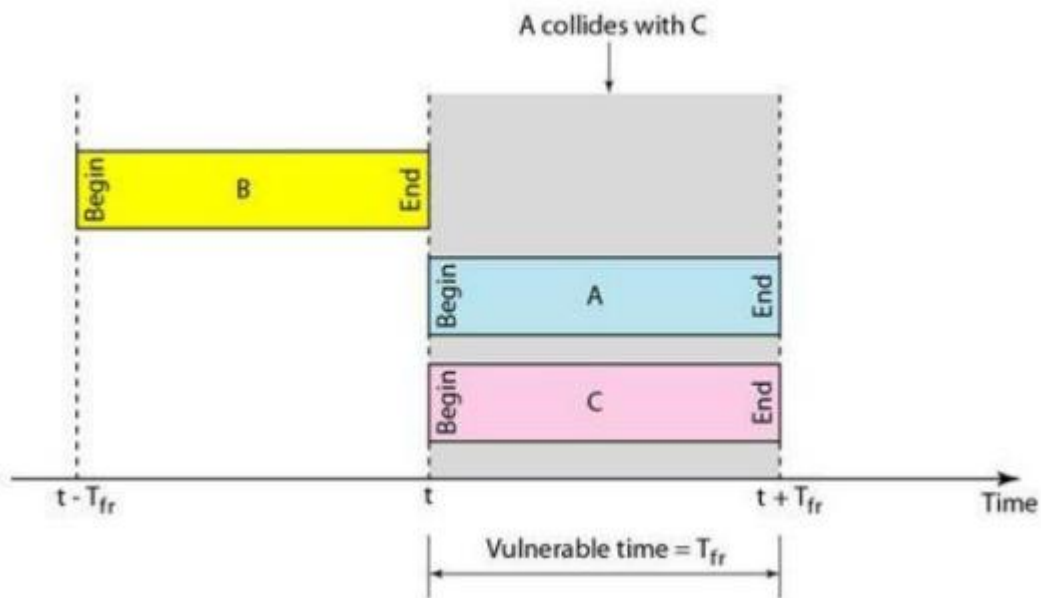 A collides with C
Begin
B
End
Begin
A
End
Begin
C
End
t - Tfr
t
t + Tfr
Time
Vulnerable time = Tfr